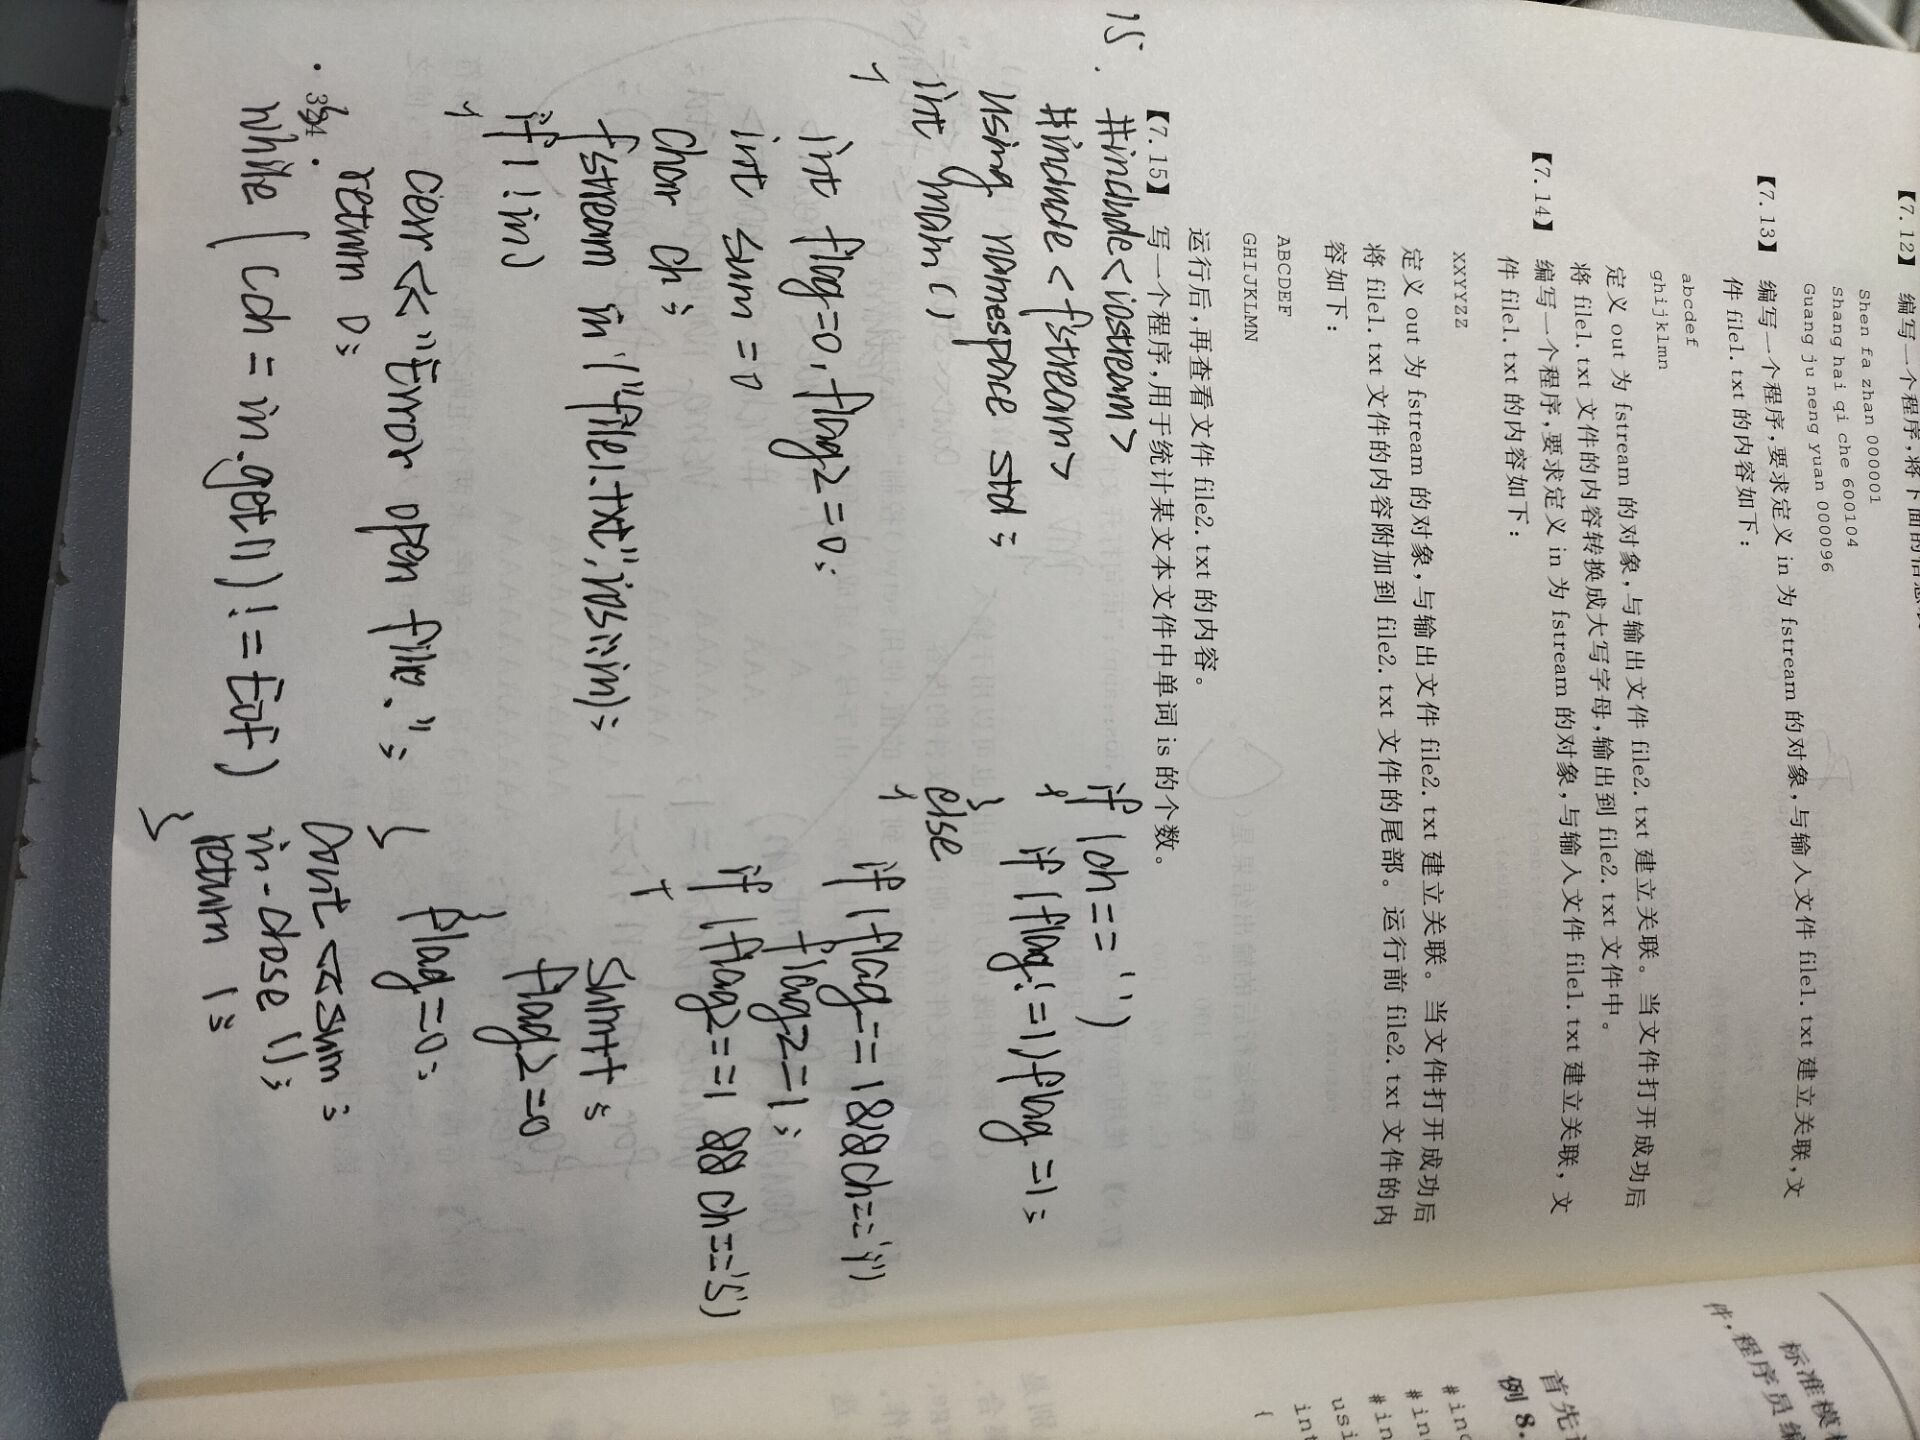 【7.12】 编写一个程序,将下面的信息
Shen fa zhan 000001
Shang hai qi che 600104
Guang ju neng yuan 000096
【7.13】 编写一个程序,要求定义 in 为 fstream 的对象,与输入文件 file1.txt 建立关联,文
件 file1.txt 的内容如下:
abcdef
ghijklmn
定义 out 为 fstream 的对象,与输出文件 file2.txt 建立关联。当文件打开成功后
将 file1.txt 文件的内容转换成大写字母,输出到 file2.txt 文件中。
【7.14】 编写一个程序,要求定义 in 为 fstream 的对象,与输入文件 file1.txt 建立关联,文
件 file1.txt 的内容如下:
XXYYZZ
定义 out 为 fstream 的对象,与输出文件 file2.txt 建立关联。当文件打开成功后
将 file1.txt 文件的内容附加到 file2.txt 文件的尾部。运行前 file2.txt 文件的内
容如下:
ABCDEF
GHIJKLMN
运行后,再查看文件 file2.txt 的内容。
【7.15】 写一个程序,用于统计某文本文件中单词 is 的个数。
15. #include<iostream>
#include<fstream>
using namespace std;
int main()
{
int flag=0,flag2=0;
int sum=0
char ch;
fstream in("file1.txt",ios::in);
if(!in)
{
cerr<<"Error open file.";
return 0;
while((ch=in.get())!=Eof)
if(ch==' ')
{
if(flag!=1)flag=1;
}
else
{
if(flag==1&&ch=='i')
flag2=1;
if(flag2==1&&ch=='s')
{
sum++;
flag2=0
}
flag=0;
}
cout<<sum;
in.close();
return 1;
}
标准模
件,程序员编
首先
例 8.
#inc
#inc
#in
usi
int
{